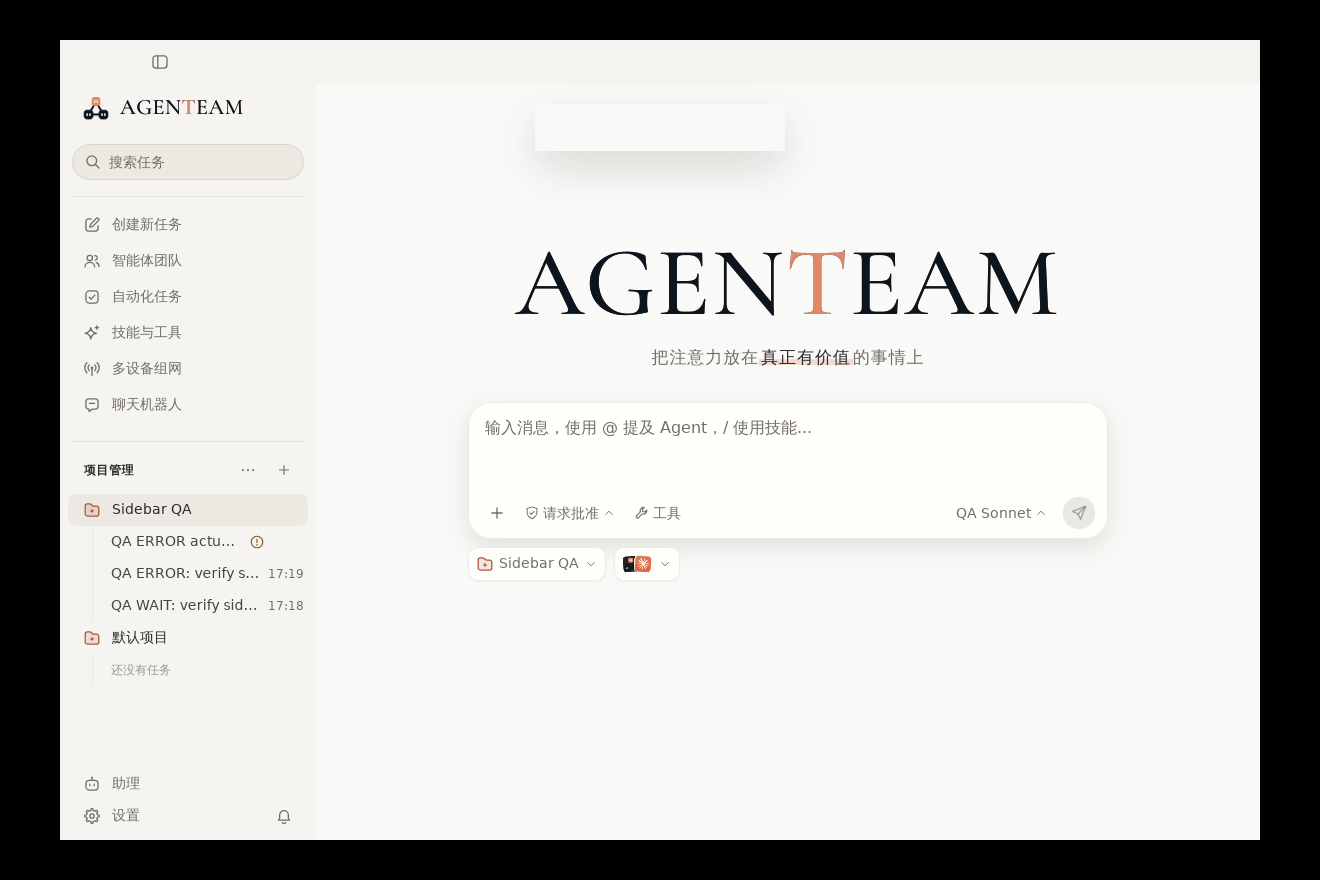 AGENTEAM
搜索任务
创建新任务
智能体团队
自动化任务
技能与工具
多设备组网
聊天机器人
项目管理
Sidebar QA
QA ERROR actu...
QA ERROR: verify s... 17:19
QA WAIT: verify sid... 17:18
默认项目
还没有任务
助理
设置
AGENTEAM
把注意力放在真正有价值的事情上
输入消息，使用 @ 提及 Agent，/ 使用技能...
请求批准 工具 QA Sonnet
Sidebar QA